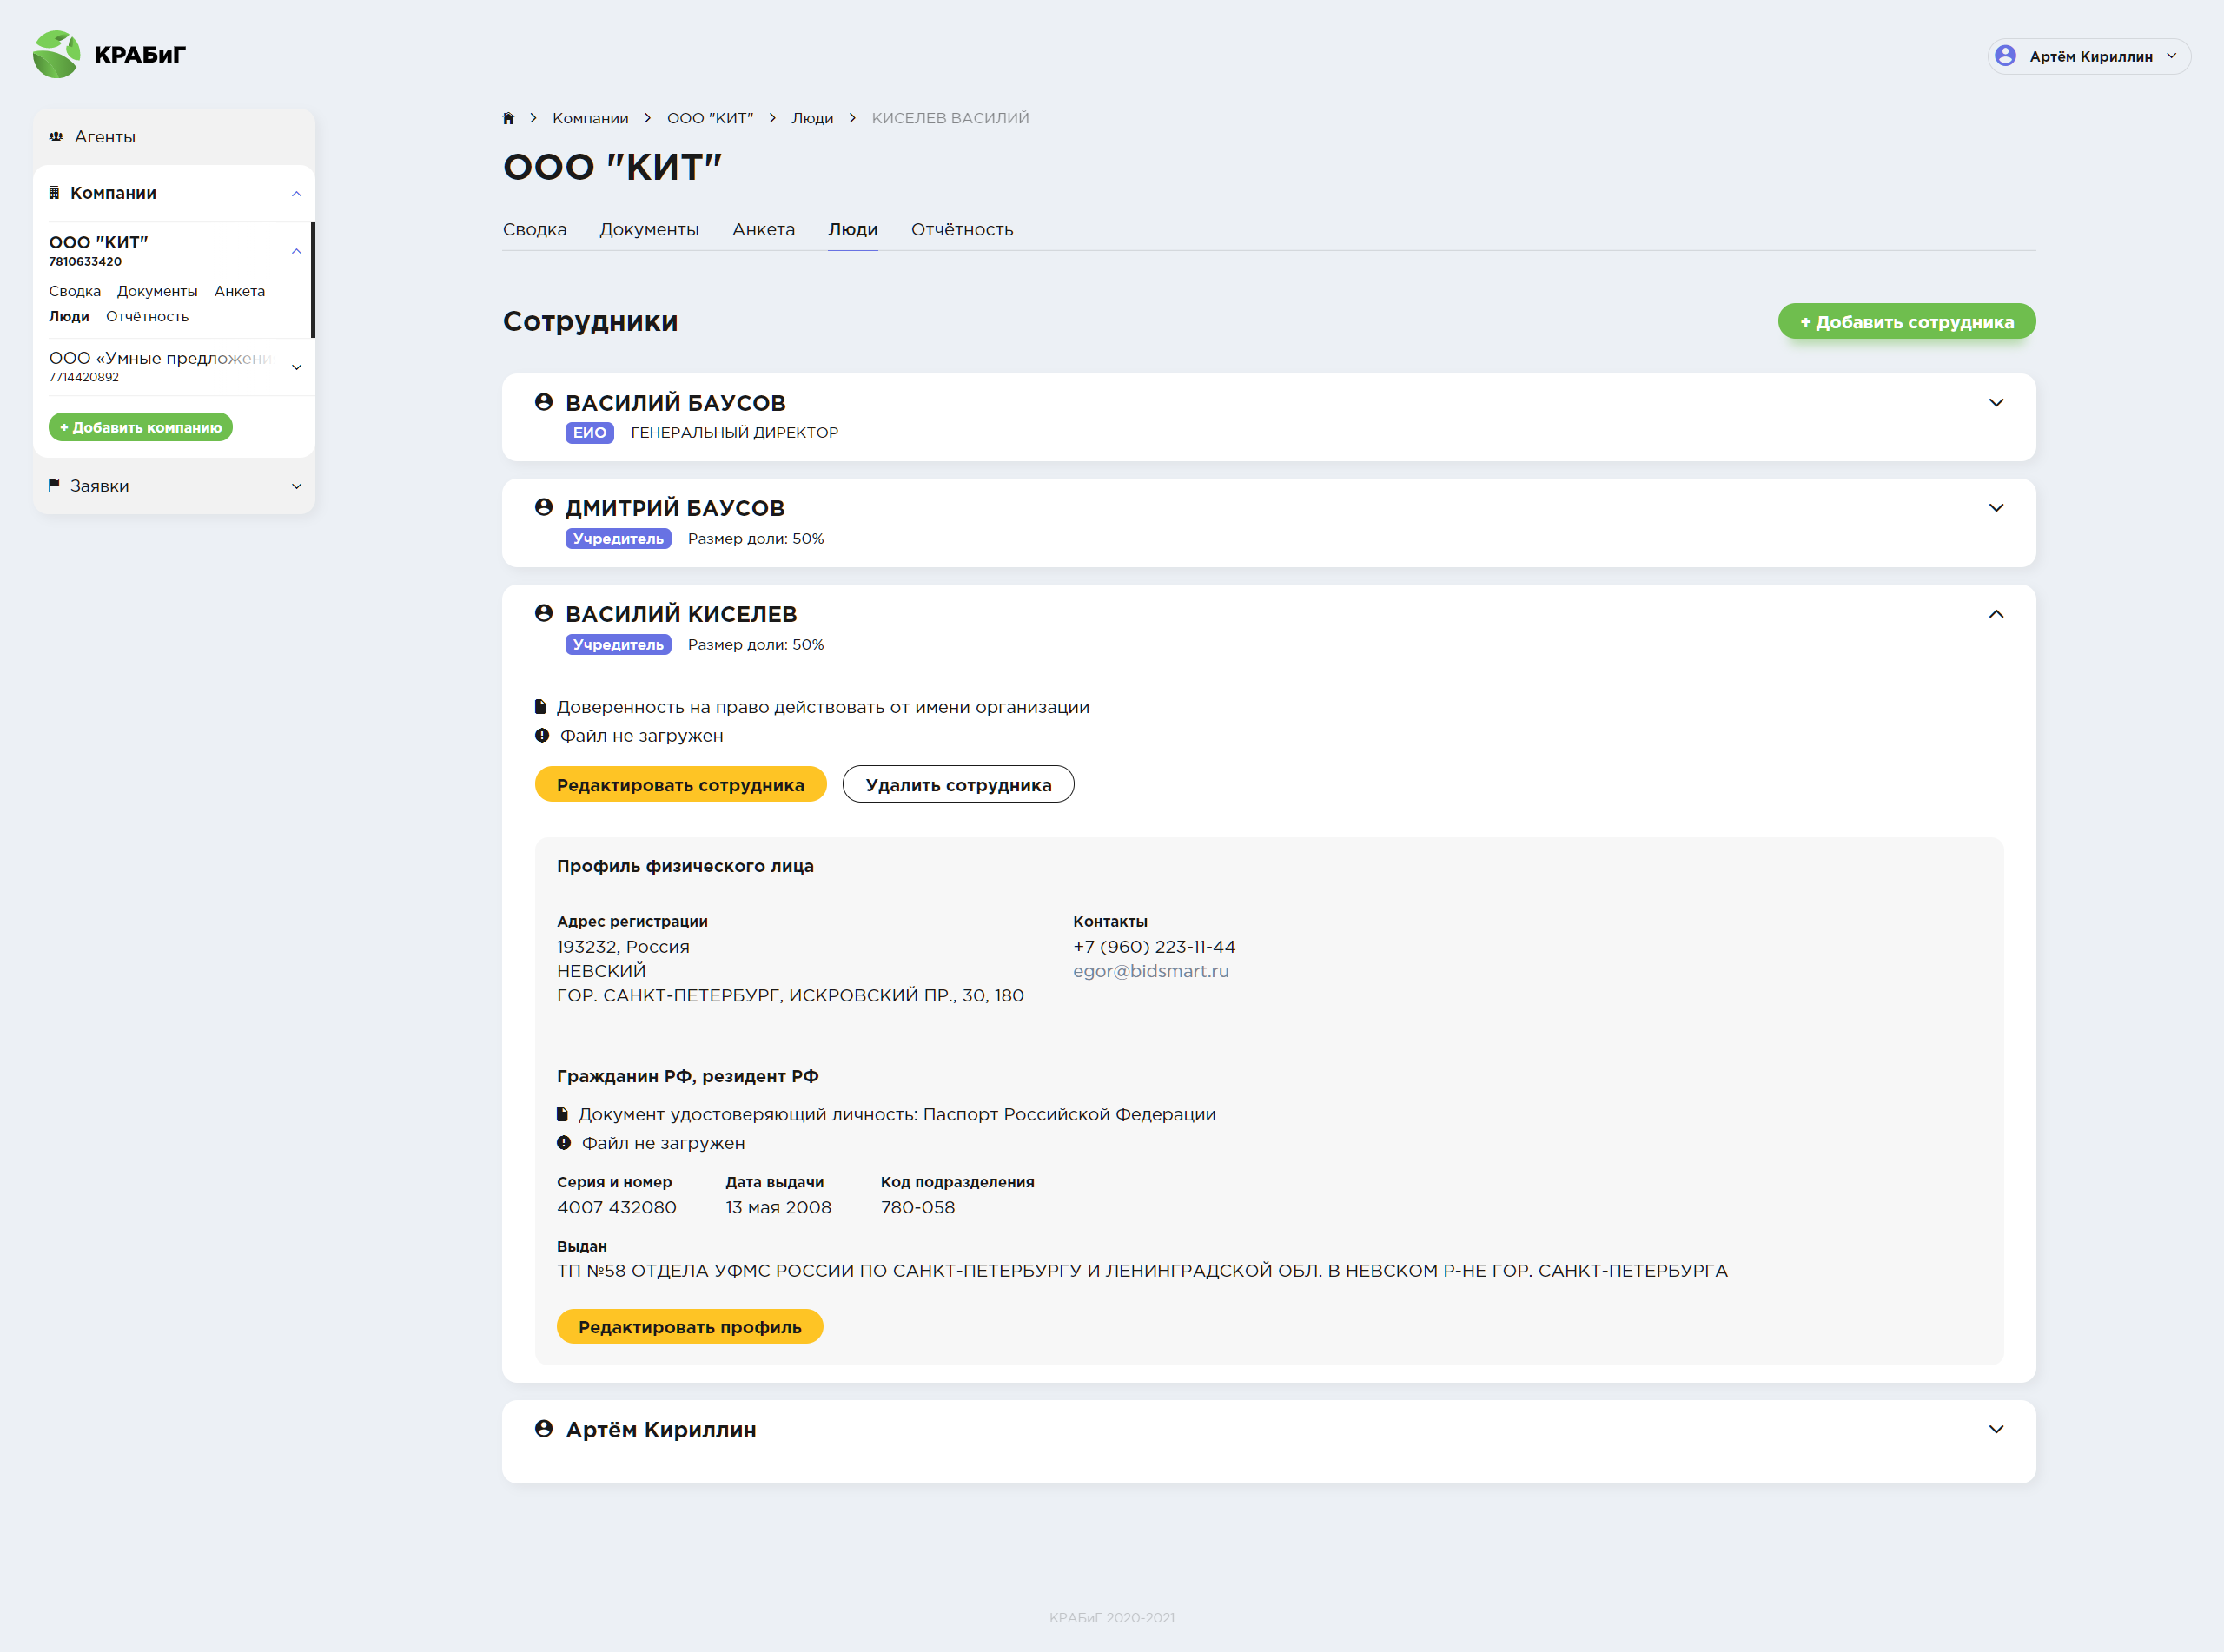 КРАБиГ
Артём Кириллин
Агенты
Компании
ООО "КИТ"
7810633420
Сводка Документы Анкета
Люди Отчётность
ООО «Умные предложени
7714420892
+ Добавить компанию
Заявки
Компании ООО "КИТ" Люди КИСЕЛЕВ ВАСИЛИЙ
ООО "КИТ"
Сводка Документы Анкета Люди Отчётность
Сотрудники
+ Добавить сотрудника
ВАСИЛИЙ БАУСОВ
ЕИО ГЕНЕРАЛЬНЫЙ ДИРЕКТОР
ДМИТРИЙ БАУСОВ
Учредитель Размер доли: 50%
ВАСИЛИЙ КИСЕЛЕВ
Учредитель Размер доли: 50%
Доверенность на право действовать от имени организации
Файл не загружен
Редактировать сотрудника Удалить сотрудника
Профиль физического лица
Адрес регистрации
193232, Россия
НЕВСКИЙ
ГОР. САНКТ-ПЕТЕРБУРГ, ИСКРОВСКИЙ ПР., 30, 180
Контакты
+7 (960) 223-11-44
egor@bidsmart.ru
Гражданин РФ, резидент РФ
Документ удостоверяющий личность: Паспорт Российской Федерации
Файл не загружен
Серия и номер Дата выдачи Код подразделения
4007 432080 13 мая 2008 780-058
Выдан
ТП №58 ОТДЕЛА УФМС РОССИИ ПО САНКТ-ПЕТЕРБУРГУ И ЛЕНИНГРАДСКОЙ ОБЛ. В НЕВСКОМ Р-НЕ ГОР. САНКТ-ПЕТЕРБУРГА
Редактировать профиль
Артём Кириллин
КРАБиГ 2020-2021